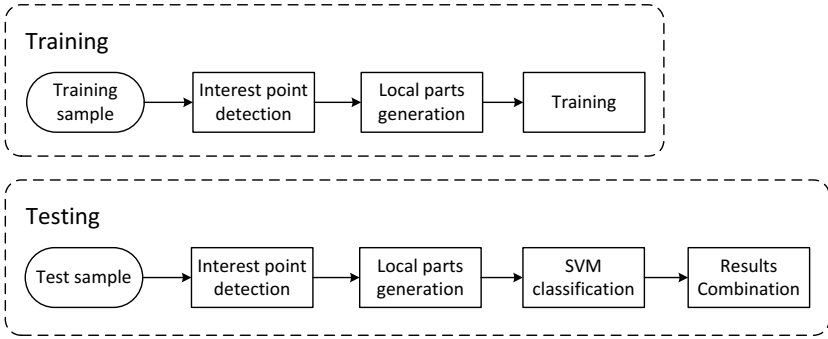 Training
Training
sample
Interest point
detection
Local parts
generation
Training
Testing
Test sample
Interest point
detection
Local parts
generation
SVM
classification
Results
Combination